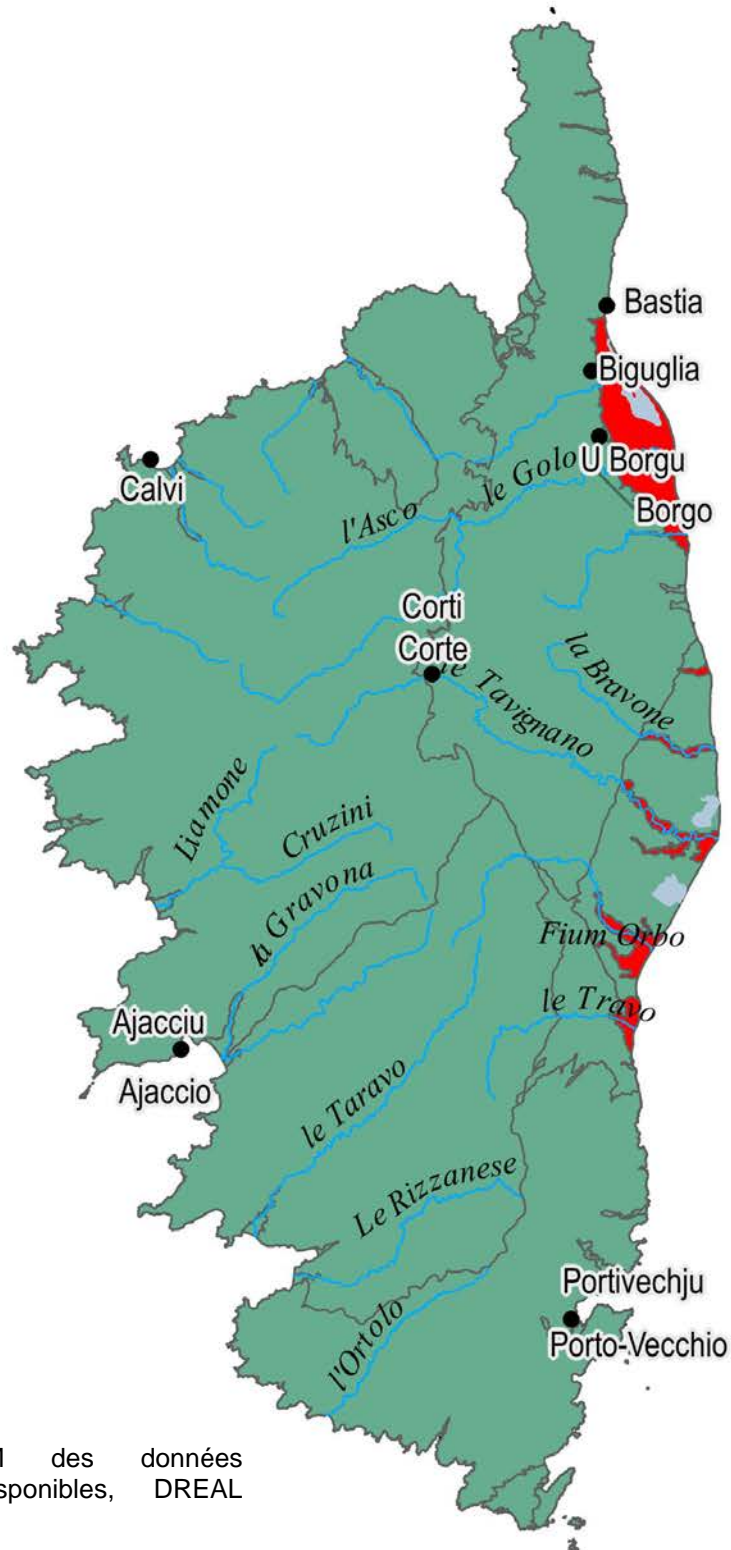 Bastia
Biguglia
U Borgu
Calvi
le Golo
l'Asco
Borgo
Corti
Corte
la Bravone
le Tavignano
Liamone
Cruzini
la Gravona
Fium Orbo
le Travo
Ajacciu
Ajaccio
le Taravo
Le Rizzanese
Portivechju
Porto-Vecchio
l'Ortolo
des données
DREAL